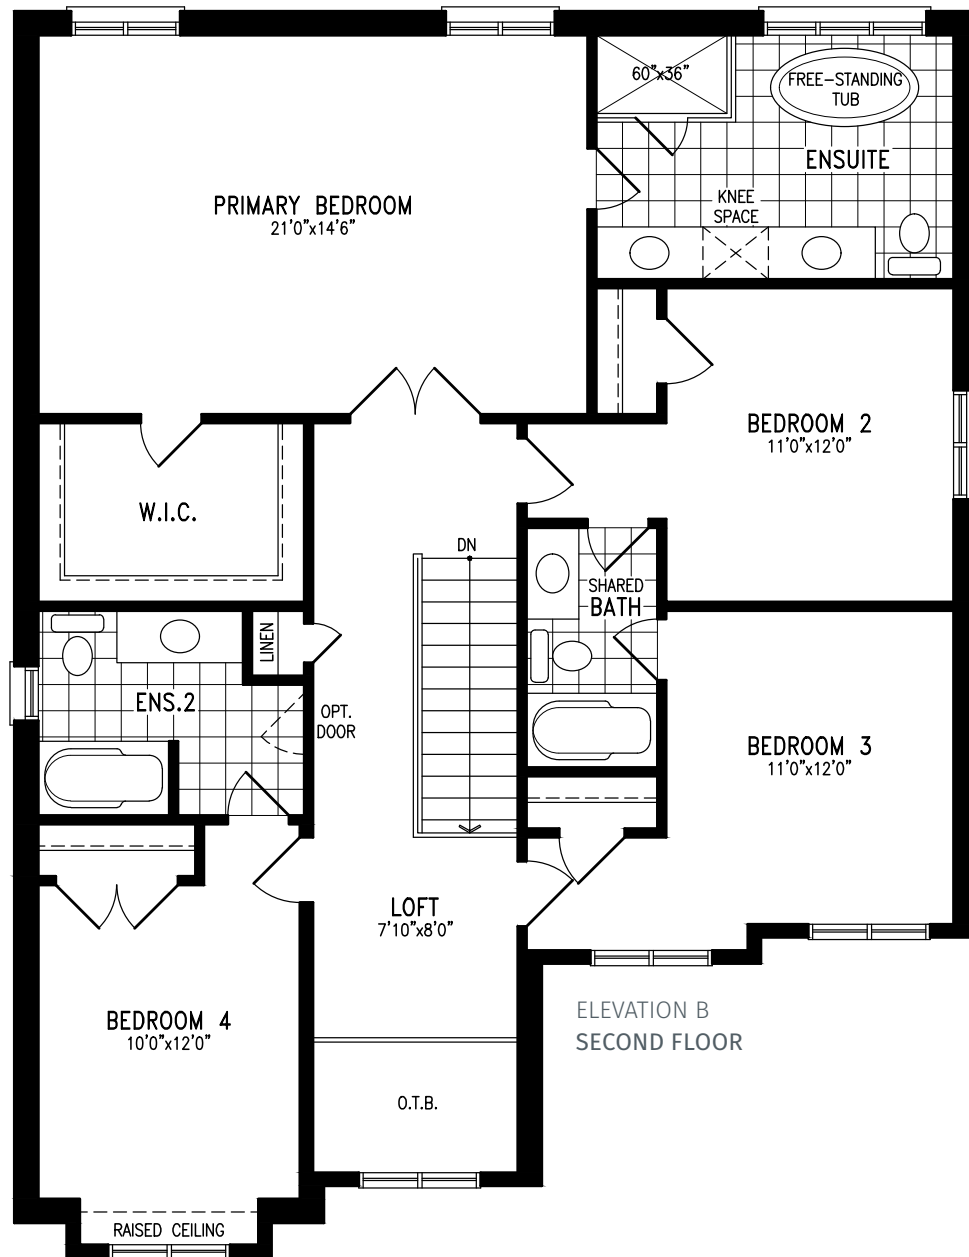 60"x36"
FREE-STANDING
TUB
ENSUITE
KNEE
SPACE
PRIMARY BEDROOM
21'0"x14'6"
BEDROOM 2
11'0"x12'0"
W.I.C.
DN
SHARED
BATH
LINEN
ENS.2
OPT.
DOOR
BEDROOM 3
11'0"x12'0"
LOFT
7'10"x8'0"
BEDROOM 4
10'0"x12'0"
ELEVATION B
SECOND FLOOR
O.T.B.
RAISED CEILING